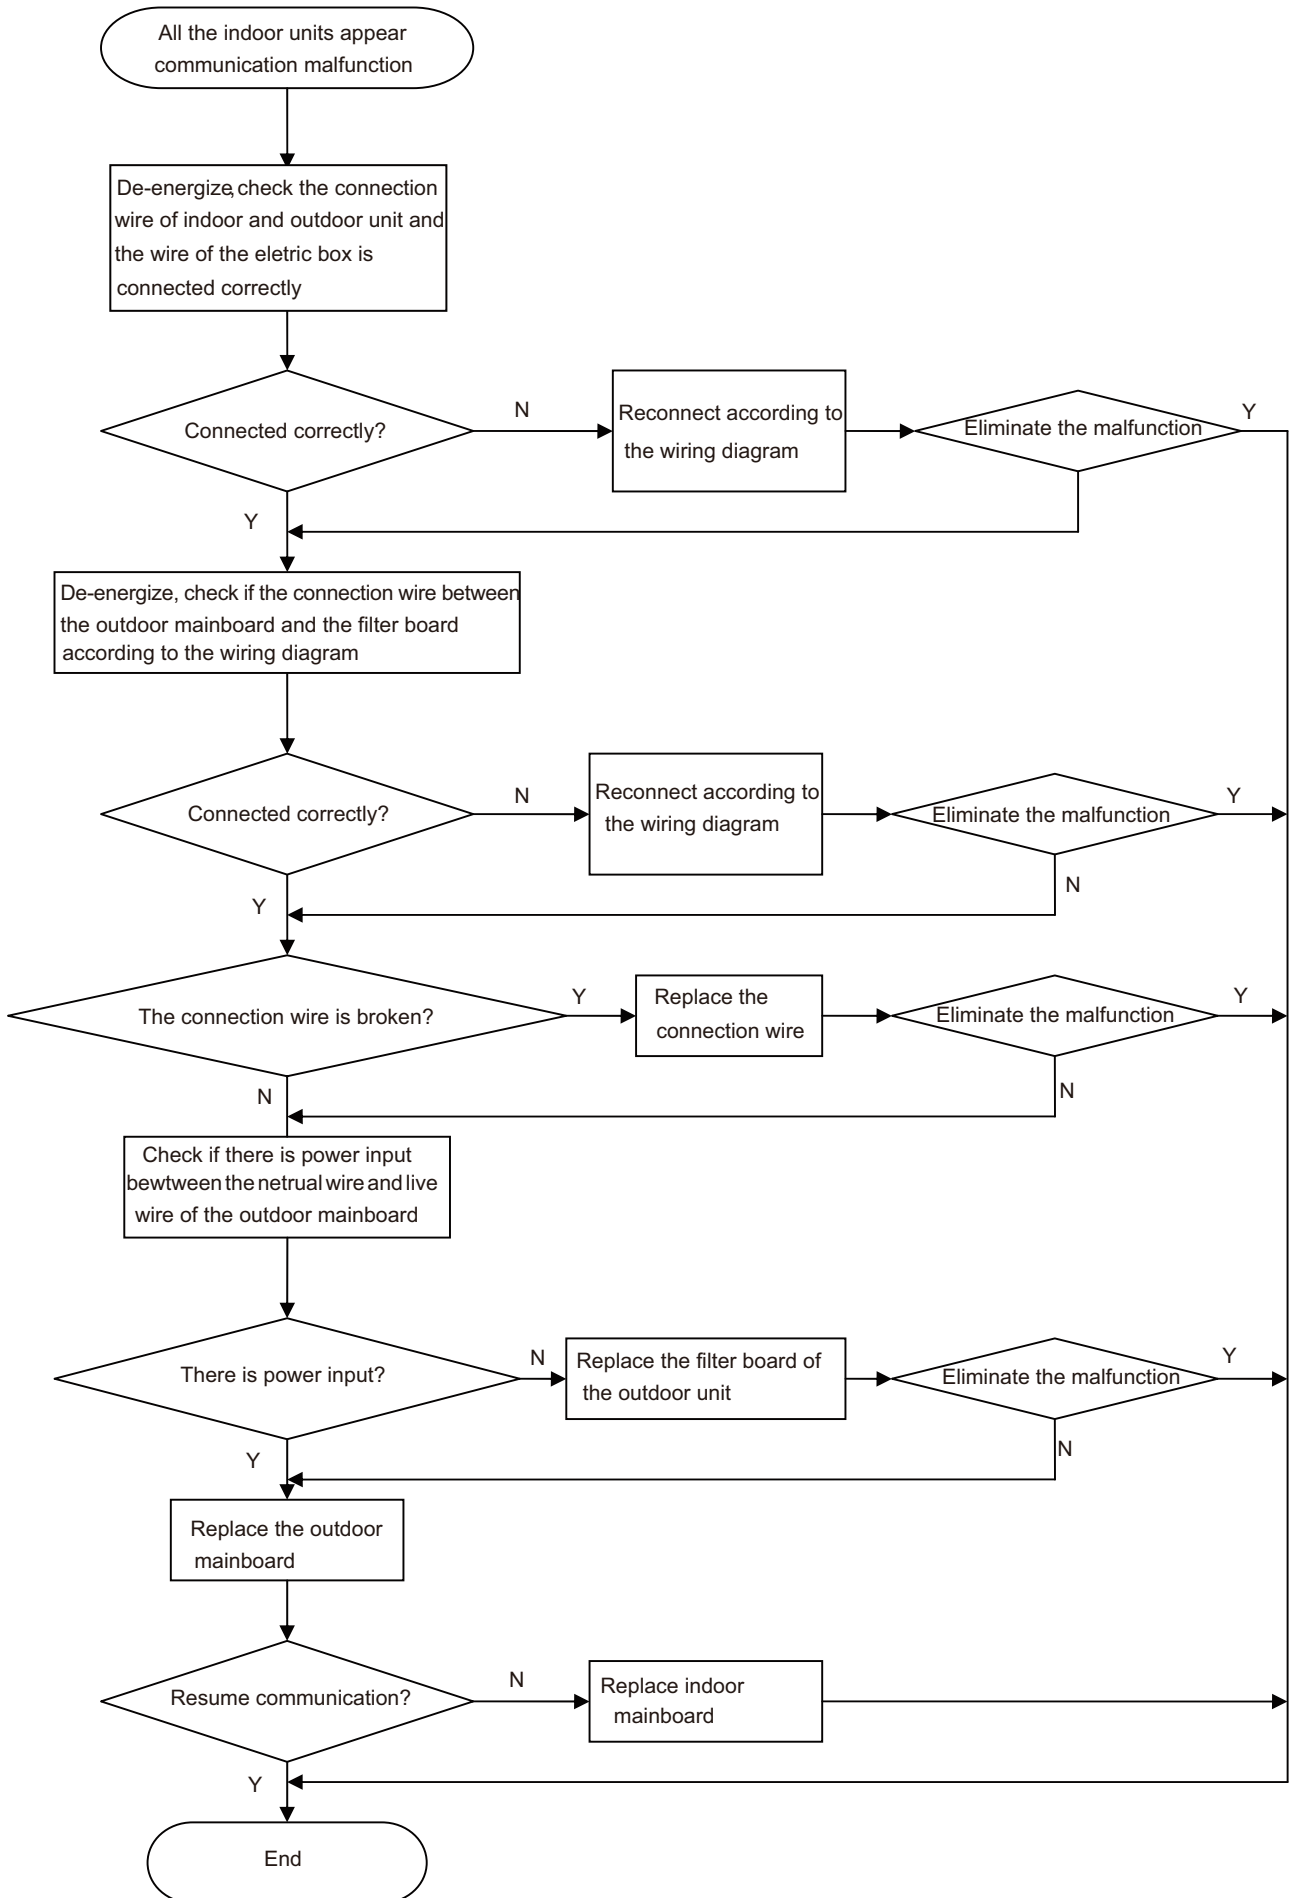 All the indoor units appear
communication malfunction
De-energize, check the connection
wire of indoor and outdoor unit and
the wire of the eletric box is
connected correctly
Connected correctly?
N
Reconnect according to
the wiring diagram
Eliminate the malfunction
Y
Y
De-energize, check if the connection wire between
the outdoor mainboard and the filter board
according to the wiring diagram
Connected correctly?
N
Reconnect according to
the wiring diagram
Eliminate the malfunction
Y
N
Y
The connection wire is broken?
Y
Replace the
connection wire
Eliminate the malfunction
Y
N
N
Check if there is power input
bewtween the netrual wire and live
wire of the outdoor mainboard
There is power input?
N
Replace the filter board of
the outdoor unit
Eliminate the malfunction
Y
N
Y
Replace the outdoor
mainboard
Resume communication?
N
Replace indoor
mainboard
Y
End